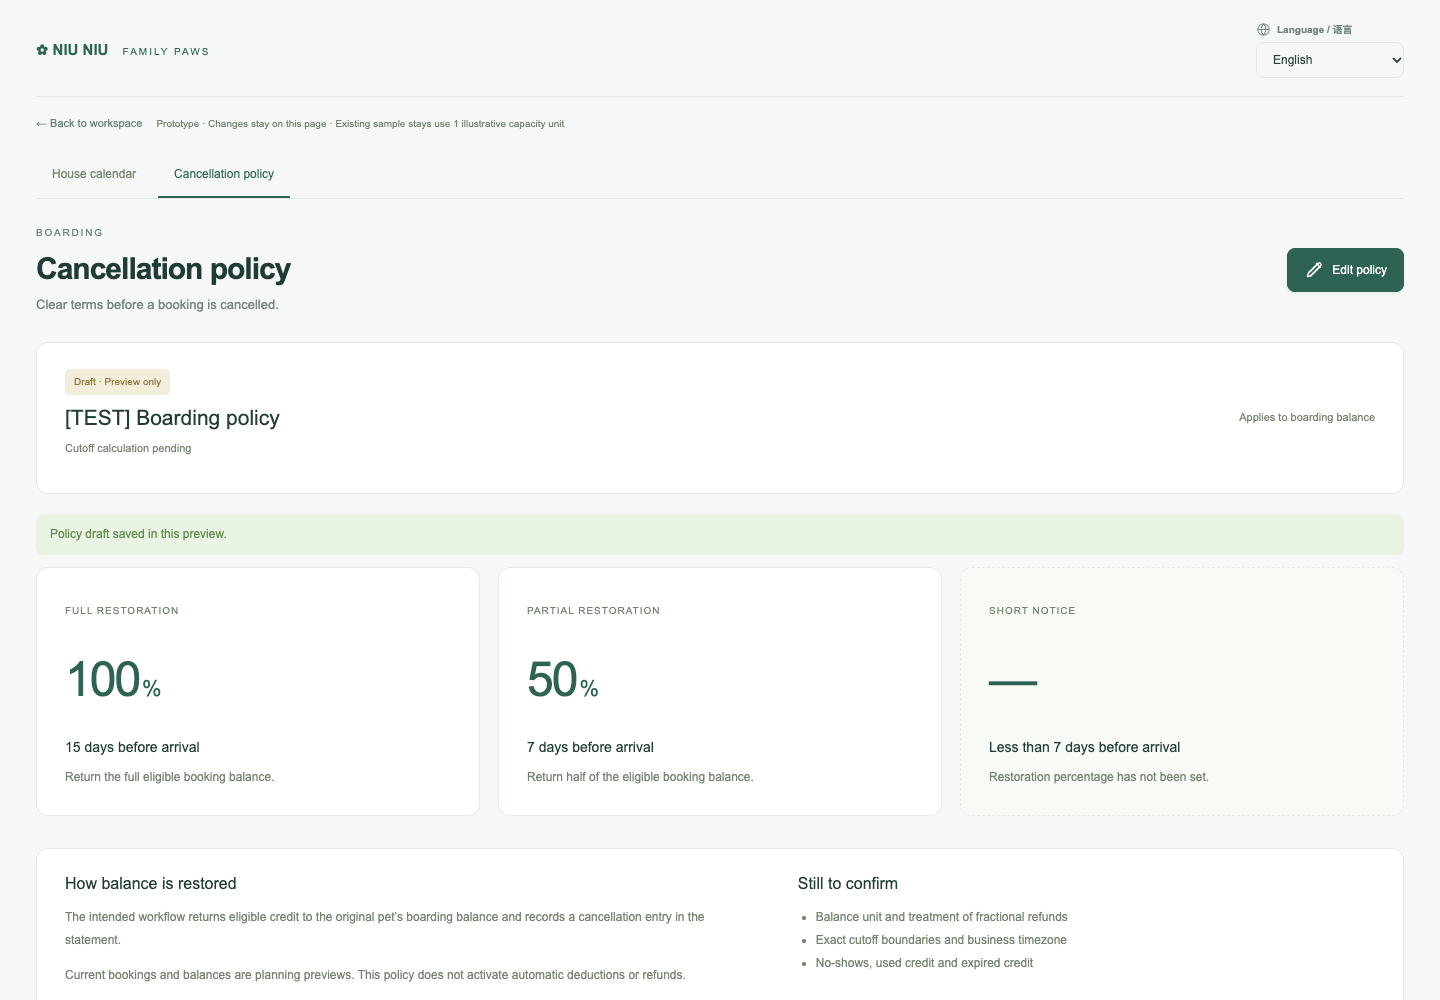 ✿ NIU NIU FAMILY PAWS
Language / 语言
English
← Back to workspace Prototype · Changes stay on this page · Existing sample stays use 1 illustrative capacity unit
House calendar Cancellation policy
BOARDING
Cancellation policy
Clear terms before a booking is cancelled.
Edit policy
Draft · Preview only
[TEST] Boarding policy
Cutoff calculation pending
Applies to boarding balance
Policy draft saved in this preview.
FULL RESTORATION
100%
15 days before arrival
Return the full eligible booking balance.
PARTIAL RESTORATION
50%
7 days before arrival
Return half of the eligible booking balance.
SHORT NOTICE
—
Less than 7 days before arrival
Restoration percentage has not been set.
How balance is restored
The intended workflow returns eligible credit to the original pet's boarding balance and records a cancellation entry in the
statement.
Current bookings and balances are planning previews. This policy does not activate automatic deductions or refunds.
Still to confirm
• Balance unit and treatment of fractional refunds
• Exact cutoff boundaries and business timezone
• No-shows, used credit and expired credit